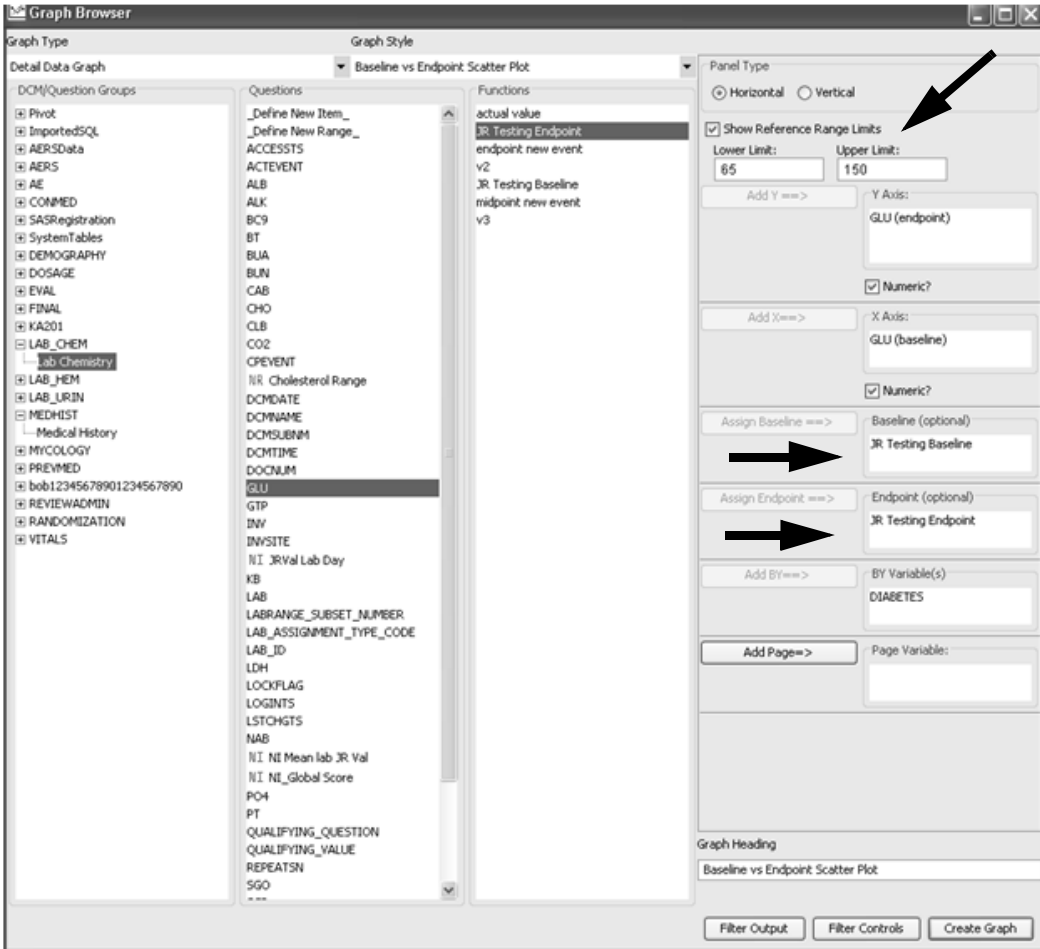 Graph Browser
Graph Type
Graph Style
Detail Data Graph
Baseline vs Endpoint Scatter Plot
DCM/Question Groups
Pivot
ImportedSQL
AERSData
AERS
AE
CONMED
SASRegistration
SystemTables
DEMOGRAPHY
DOSAGE
EVAL
FINAL
KA201
LAB_CHEM
Lab Chemistry
LAB_HEM
LAB_URIN
MEDHIST
Medical History
MYCOLOGY
PREVMED
bob12345678901234567890
REVIEWADMIN
RANDOMIZATION
VITALS
Questions
_Define New Item_
_Define New Range_
ACCESSTS
ACTEVENT
ALB
ALK
BC9
BT
BUA
BUN
CAB
CHO
CLB
CO2
CPEVENT
NR Cholesterol Range
DCMDATE
DCMNAME
DCMSUBNM
DCMTIME
DOCNUM
GLU
GTP
INV
INVSITE
NI JRVal Lab Day
KB
LAB
LABRANGE_SUBSET_NUMBER
LAB_ASSIGNMENT_TYPE_CODE
LAB_ID
LDH
LOCKFLAG
LOGINTS
LSTCHGTS
NAB
NI NI Mean lab JR Val
NI NI_Global Score
PO4
PT
QUALIFYING_QUESTION
QUALIFYING_VALUE
REPEATSN
SGO
Functions
actual value
JR Testing Endpoint
endpoint new event
v2
JR Testing Baseline
midpoint new event
v3
Panel Type
Horizontal Vertical
Show Reference Range Limits
Lower Limit: Upper Limit:
65 150
Add Y ==>
Y Axis:
GLU (endpoint)
Numeric?
Add X==>
X Axis:
GLU (baseline)
Numeric?
Assign Baseline ==>
Baseline (optional)
JR Testing Baseline
Assign Endpoint ==>
Endpoint (optional)
JR Testing Endpoint
Add BY==>
BY Variable(s)
DIABETES
Add Page=>
Page Variable:
Graph Heading
Baseline vs Endpoint Scatter Plot
Filter Output Filter Controls Create Graph